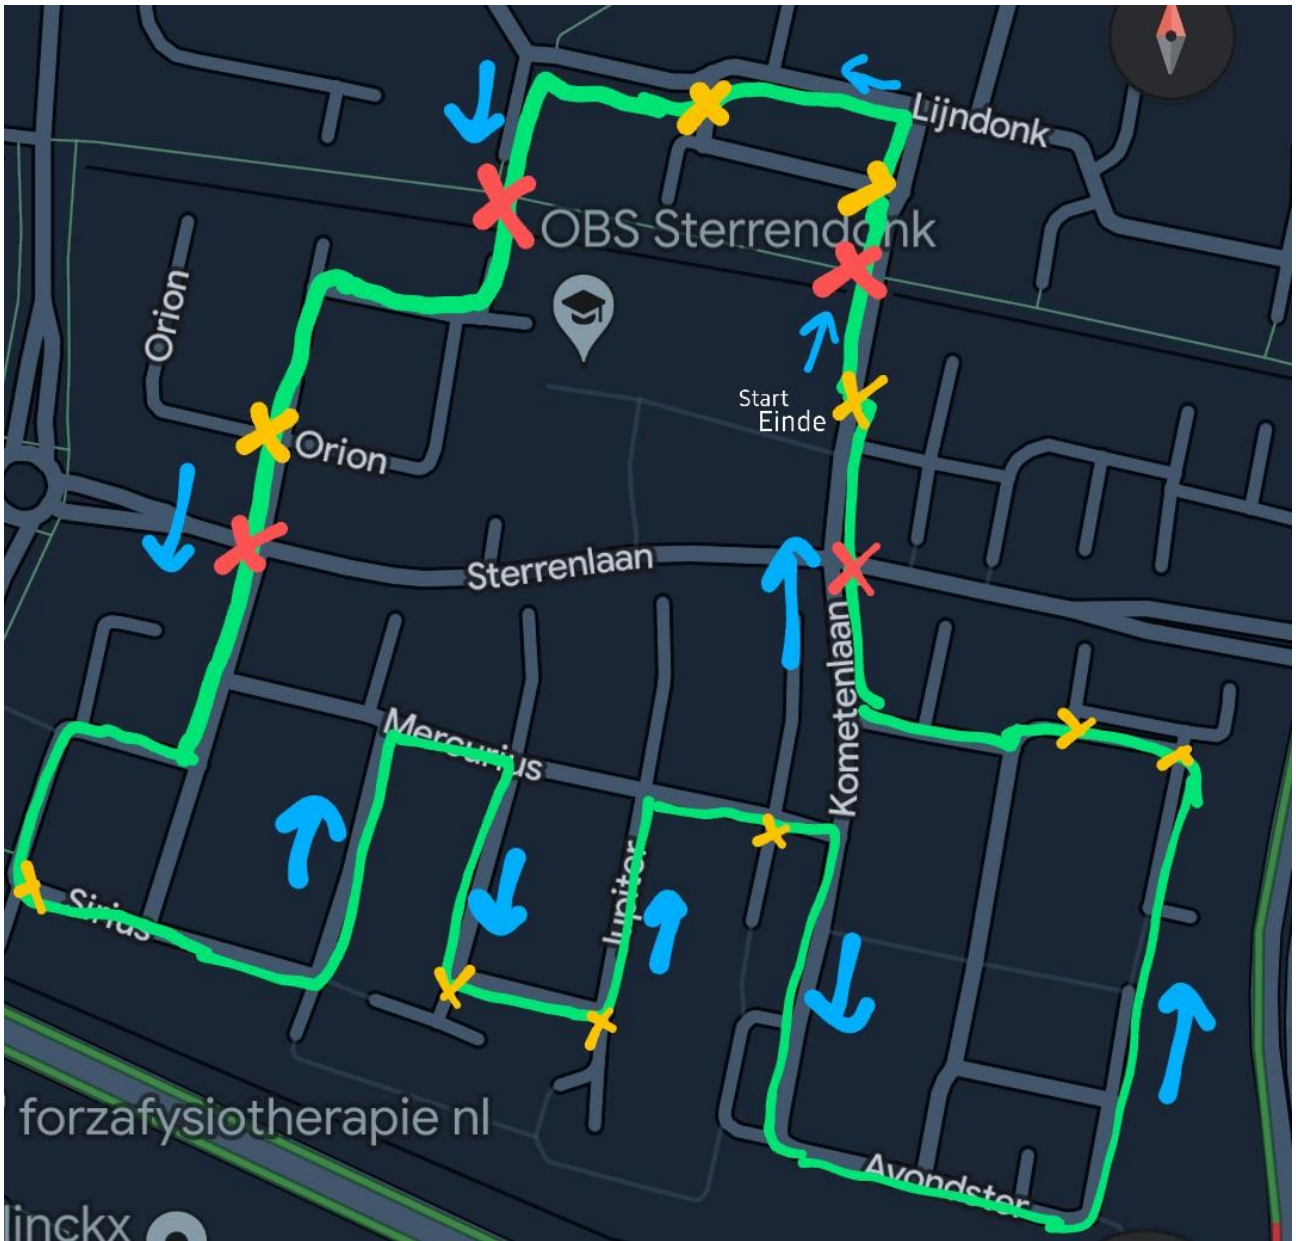 Lijndonk
OBS Sterrendonk
Orion
Start
Einde
Orion
Sterrenlaan
Kometenlaan
Mercurius
Jupiter
Sirius
forzafysiotherapie nl
Avondster
linckx